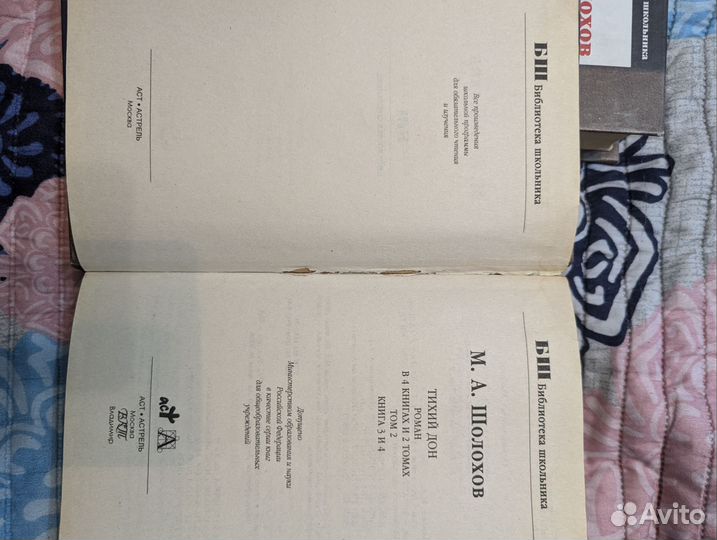 БШ Библиотека школьника
Все произведения
школьной программы
для обязательного чтения
и изучения
АСТ • АСТРЕЛЬ
Москва
БШ Библиотека школьника
М. А. Шолохов
ТИХИЙ ДОН
РОМАН
В 4 КНИГАХ И 2 ТОМАХ
ТОМ 2
КНИГА 3 И 4
Допущено
Министерством образования и науки
Российской Федерации
в качестве серии книг
для общеобразовательных
учреждений
аст
А
АСТ • АСТРЕЛЬ
Москва
ВКТ
Владимир
школьника
ОХОВ
Avito